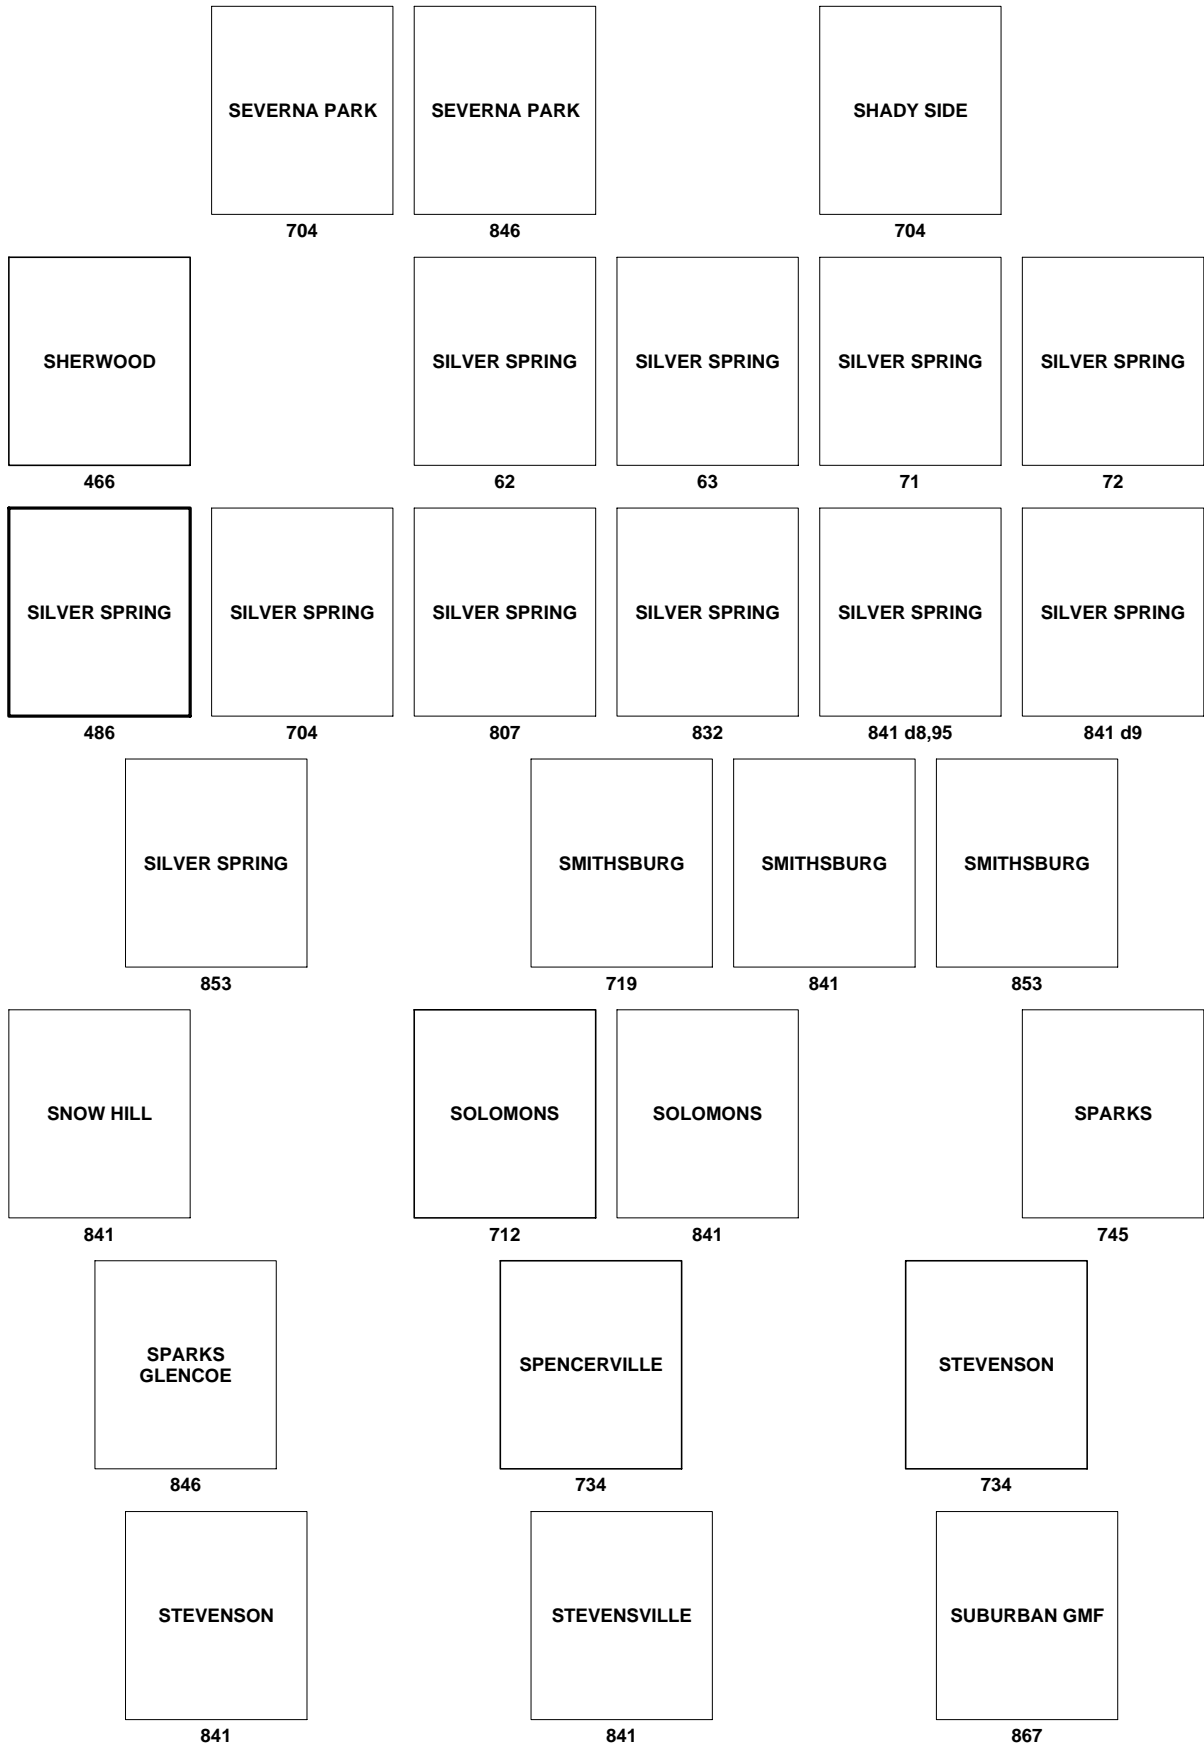 SEVERNA PARK
704
SEVERNA PARK
846
SHADY SIDE
704
SHERWOOD
466
SILVER SPRING
62
SILVER SPRING
63
SILVER SPRING
71
SILVER SPRING
72
SILVER SPRING
486
SILVER SPRING
704
SILVER SPRING
807
SILVER SPRING
832
SILVER SPRING
841 d8,95
SILVER SPRING
841 d9
SILVER SPRING
853
SMITHSBURG
719
SMITHSBURG
841
SMITHSBURG
853
SNOW HILL
841
SOLOMONS
712
SOLOMONS
841
SPARKS
745
SPARKS
GLENCOE
846
SPENCERVILLE
734
STEVENSON
734
STEVENSON
841
STEVENSVILLE
841
SUBURBAN GMF
867